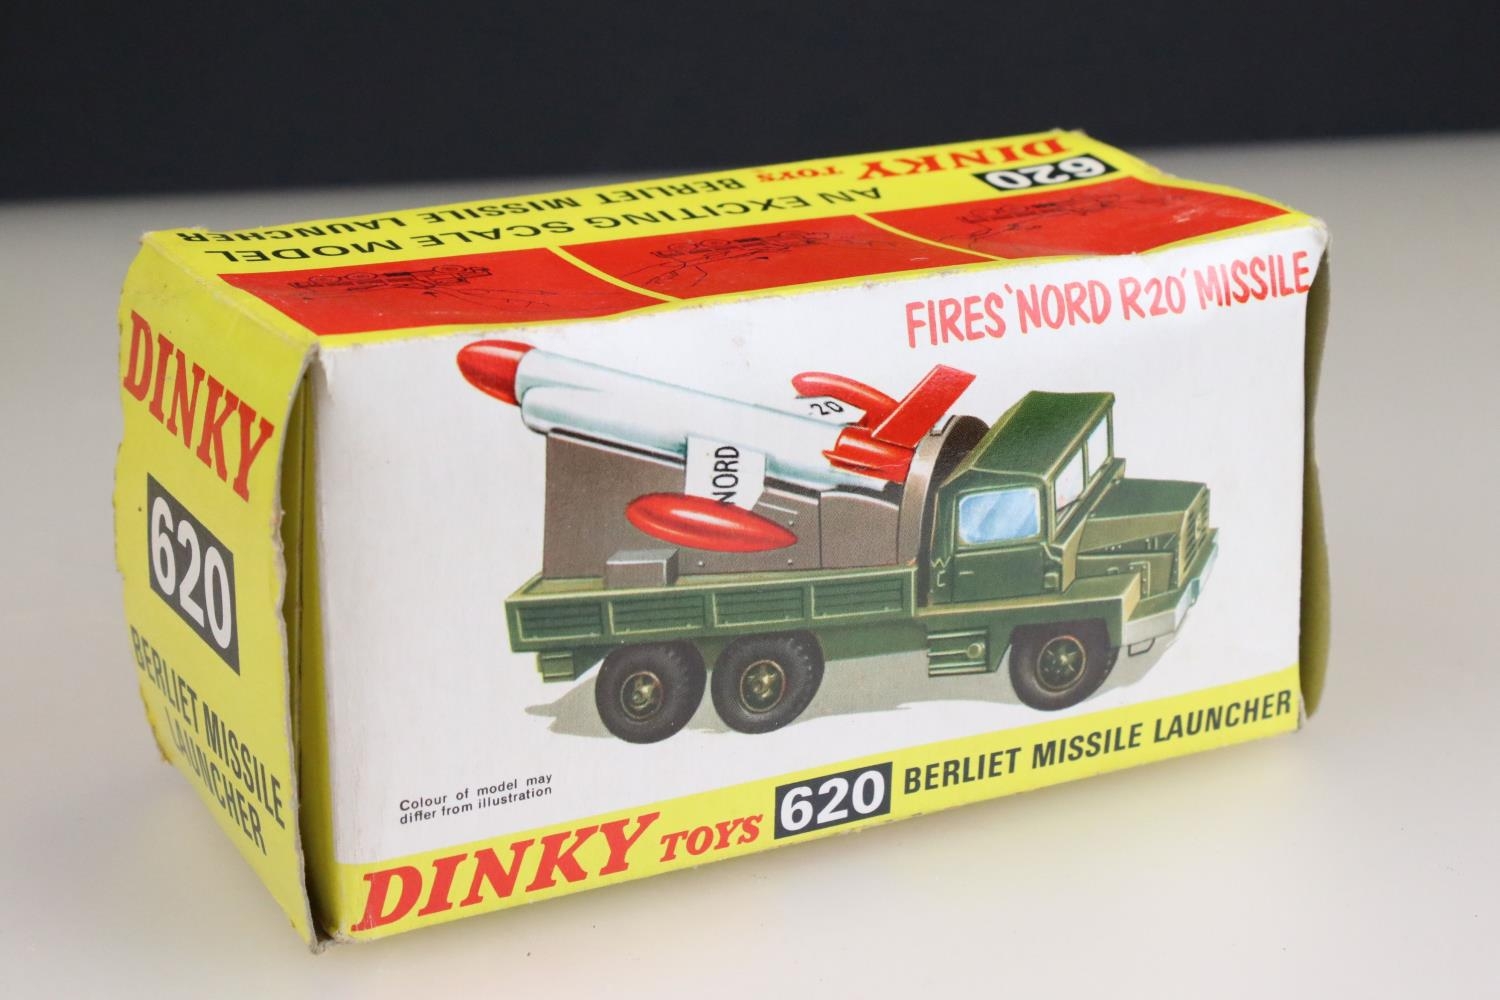 620
DINKY TOYS BERLIET MISSILE LAUNCHER
AN EXCITING SCALE MODEL
FIRES 'NORD R20' MISSILE
-20
NORD
DINKY
620
BERLIET MISSILE
LAUNCHER
Colour of model may
differ from illustration
DINKY TOYS 620 BERLIET MISSILE LAUNCHER